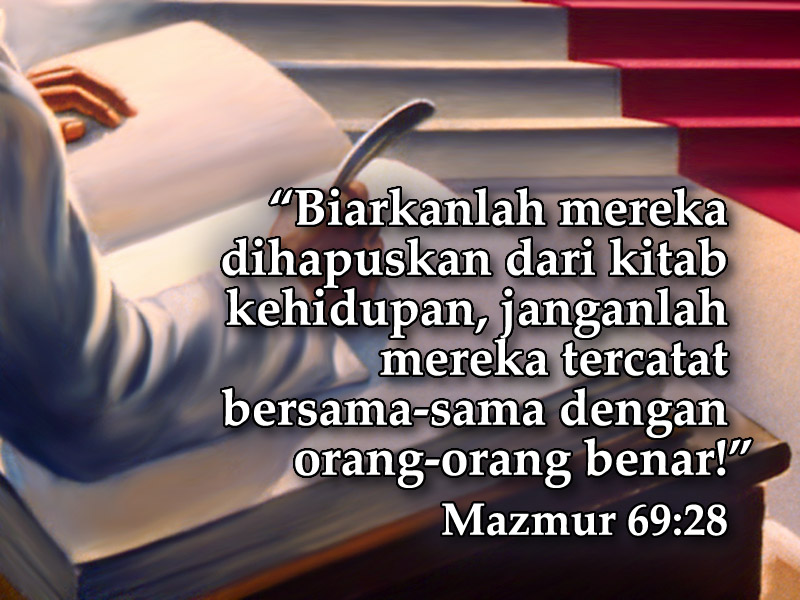 “Biarkanlah mereka
dihapuskan dari kitab
kehidupan, janganlah
mereka tercatat
bersama-sama dengan
orang-orang benar!”
Mazmur 69:28